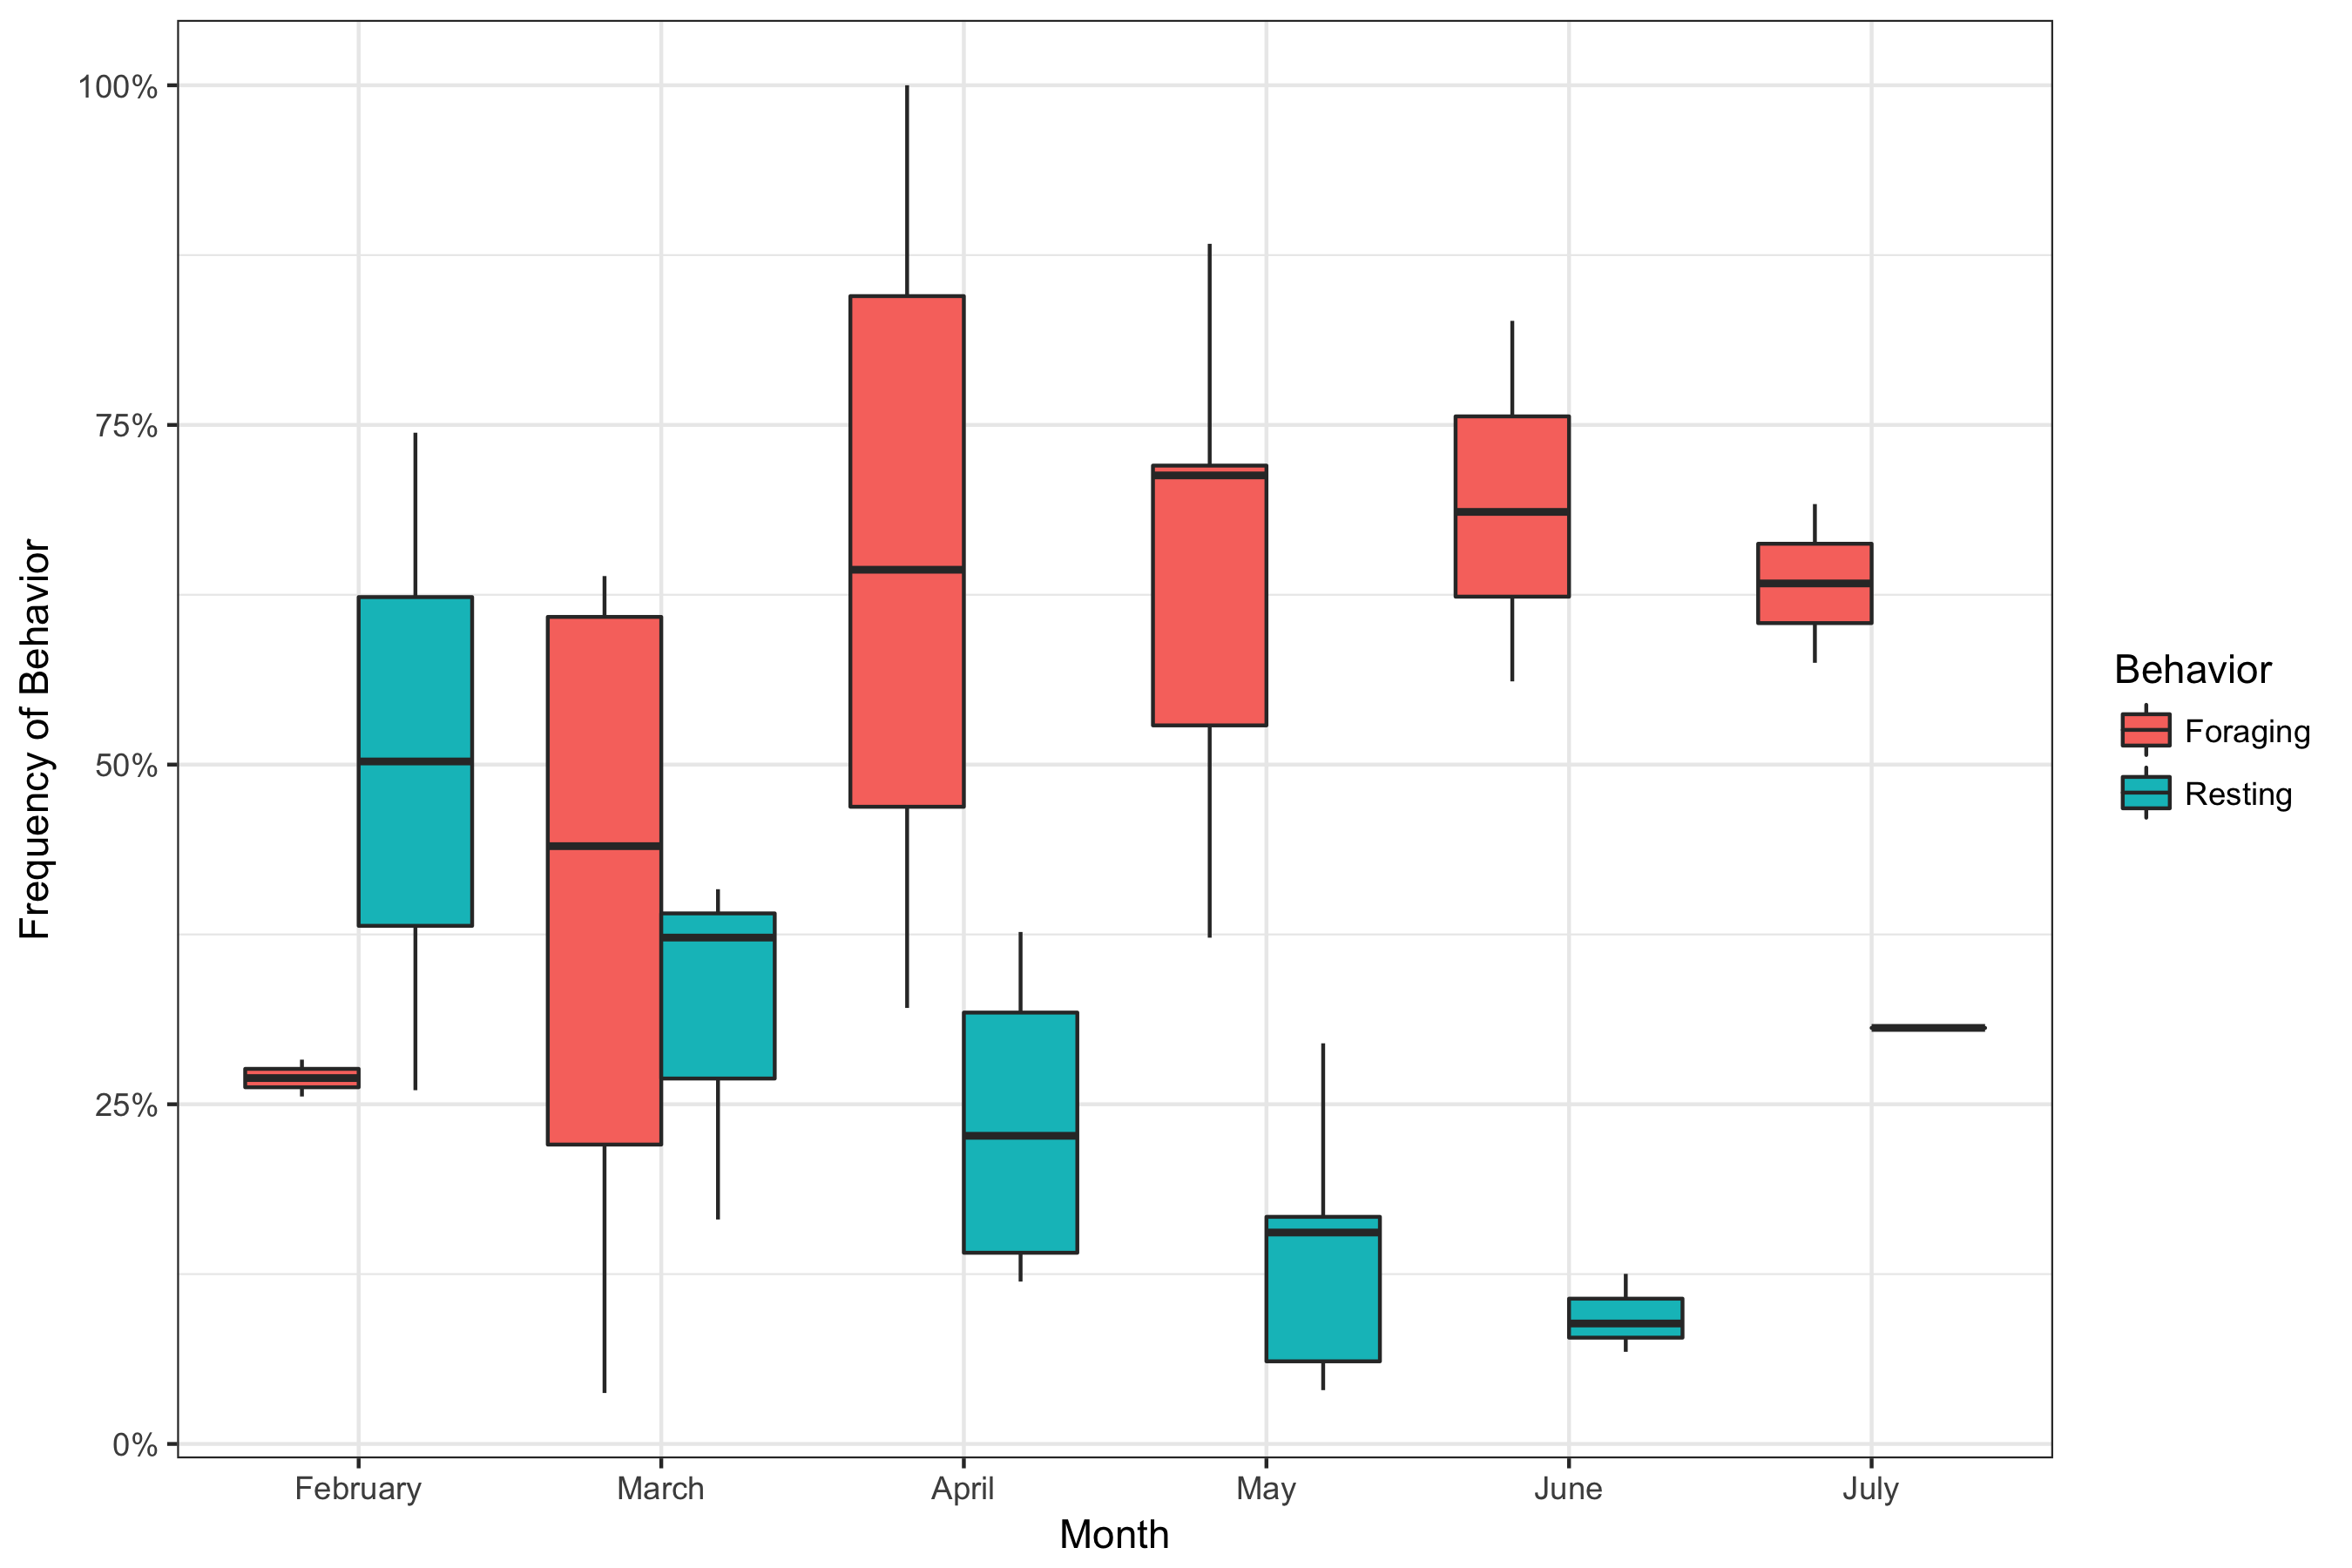 Frequency of Behavior
100%
75%
50%
25%
0%
February March April May June July
Month
Behavior
Foraging
Resting